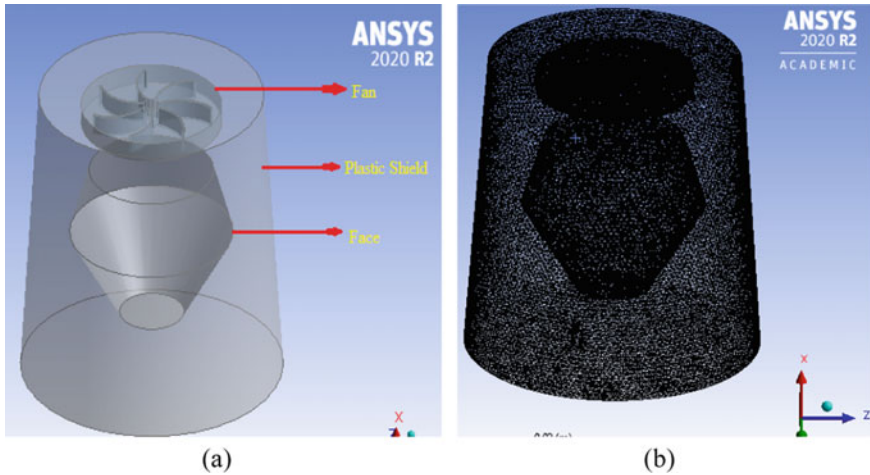 ANSYS
2020 R2
Fan
Plastic Shield
Face
X
(a)
ANSYS
2020 R2
ACADEMIC
x
z
(b)